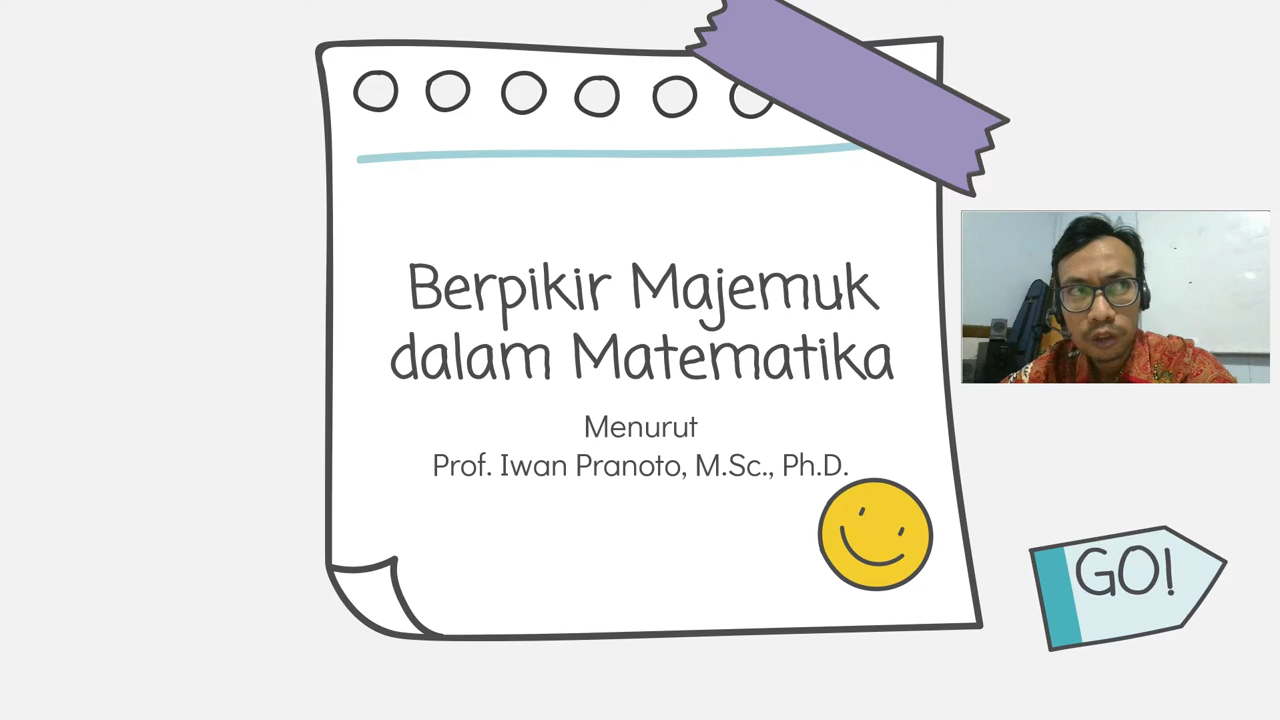 Berpikir Majemuk
dalam Matematika
Menurut
Prof. Iwan Pranoto, M.Sc., Ph.D.
GO!